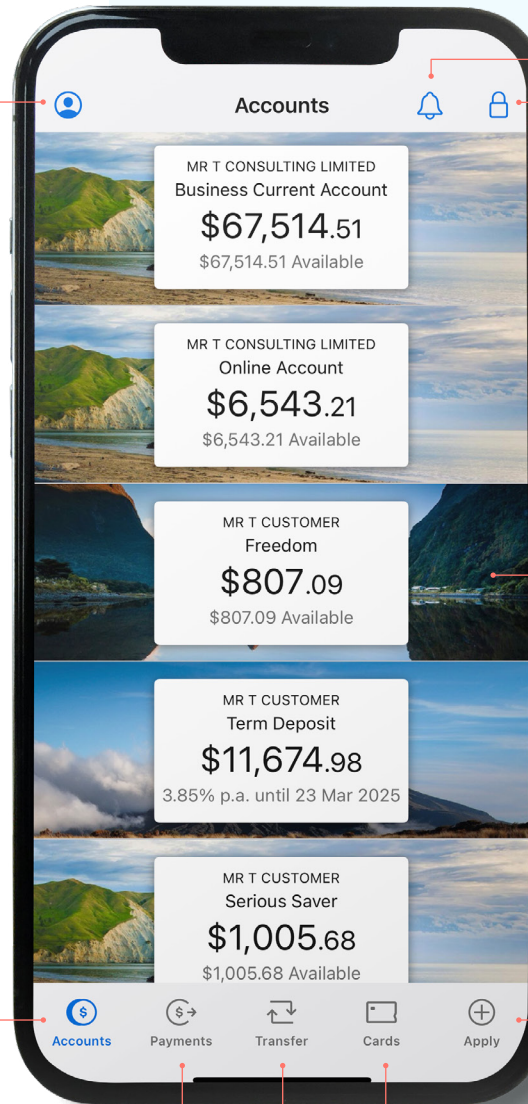 Accounts
MR T CONSULTING LIMITED
Business Current Account
$67,514.51
$67,514.51 Available
MR T CONSULTING LIMITED
Online Account
$6,543.21
$6,543.21 Available
MR T CUSTOMER
Freedom
$807.09
$807.09 Available
MR T CUSTOMER
Term Deposit
$11,674.98
3.85% p.a. until 23 Mar 2025
MR T CUSTOMER
Serious Saver
$1,005.68
$1,005.68 Available
Accounts Payments Transfer Cards Apply